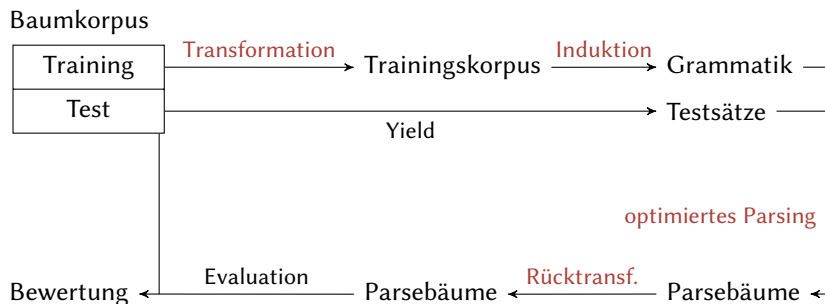 Baumkorpus
Training Transformation Trainingskorpus Induktion Grammatik
Test Yield Testsätze
optimiertes Parsing
Bewertung Evaluation Parsebäume Rücktransf. Parsebäume